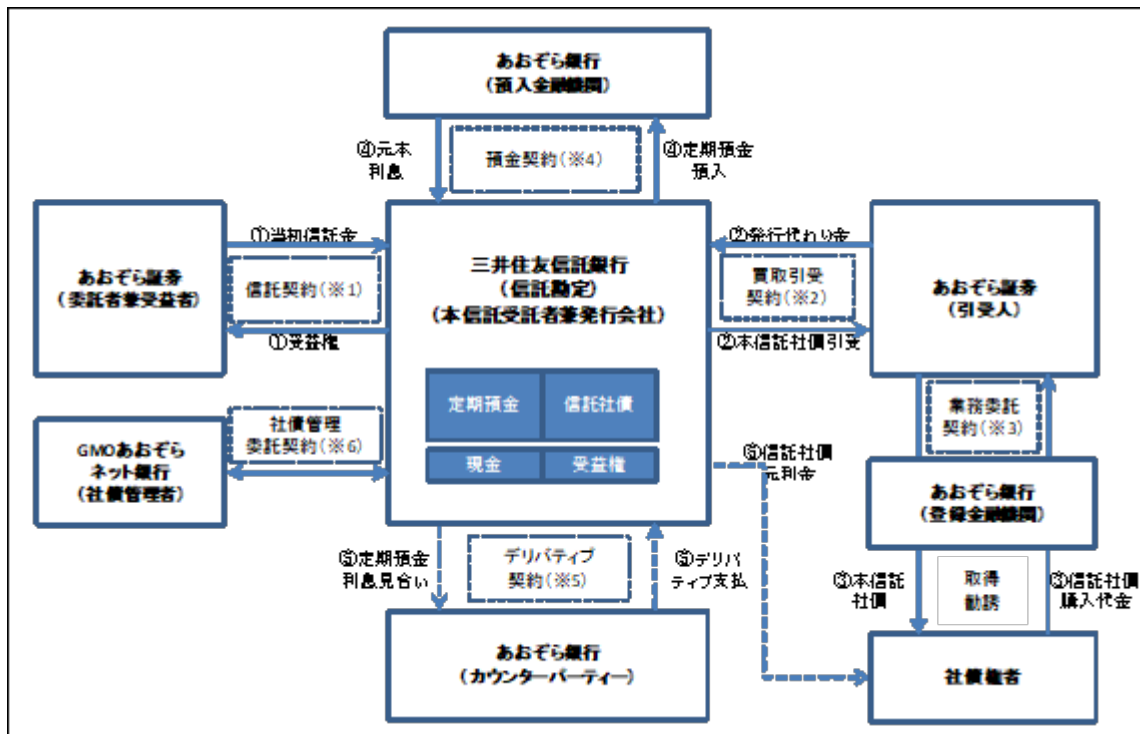 あおぞら銀行
（預入金融機関）
④元本
利息
預金契約（※4）
④定期預金
預入
①当初信託金
あおぞら証券
（委託者兼受益者）
信託契約（※1）
①受益権
三井住友信託銀行
（信託勘定）
（本信託受託者兼発行会社）
定期預金
信託社債
現金
受益権
②発行代わり金
買取引受
契約（※2）
②本信託社債引受
あおぞら証券
（引受人）
社債管理
委託契約（※6）
GMOあおぞら
ネット銀行
（社債管理者）
業務委託
契約（※3）
⑥信託社債
元利金
あおぞら銀行
（登録金融機関）
⑤定期預金
利息見合い
デリバティブ
契約（※5）
⑤デリバ
ティブ支払
③本信託
社債
取得
勧誘
③信託社債
購入代金
あおぞら銀行
（カウンターパーティー）
社債権者